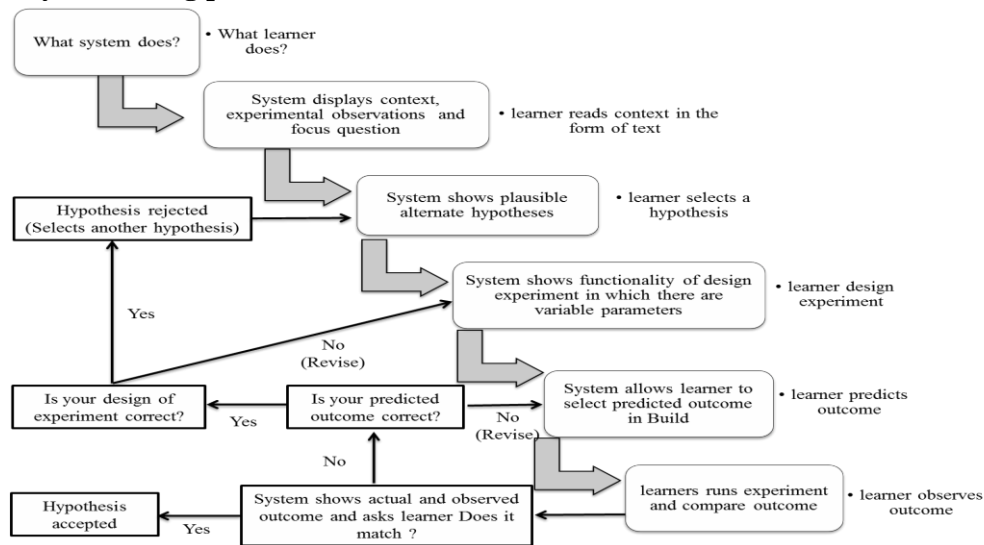 What system does?
• What learner
does?
System displays context,
experimental observations and
focus question
• learner reads context in the
form of text
System shows plausible
alternate hypotheses
• learner selects a
hypothesis
Hypothesis rejected
(Selects another hypothesis)
System shows functionality of design
experiment in which there are
variable parameters
• learner design
experiment
Yes
No
(Revise)
Is your design of
experiment correct?
Yes
Is your predicted
outcome correct?
No
(Revise)
System allows learner to
select predicted outcome
in Build
• learner predicts
outcome
No
Hypothesis
accepted
Yes
System shows actual and observed
outcome and asks learner Does it
match ?
learners runs experiment
and compare outcome
• learner observes
outcome